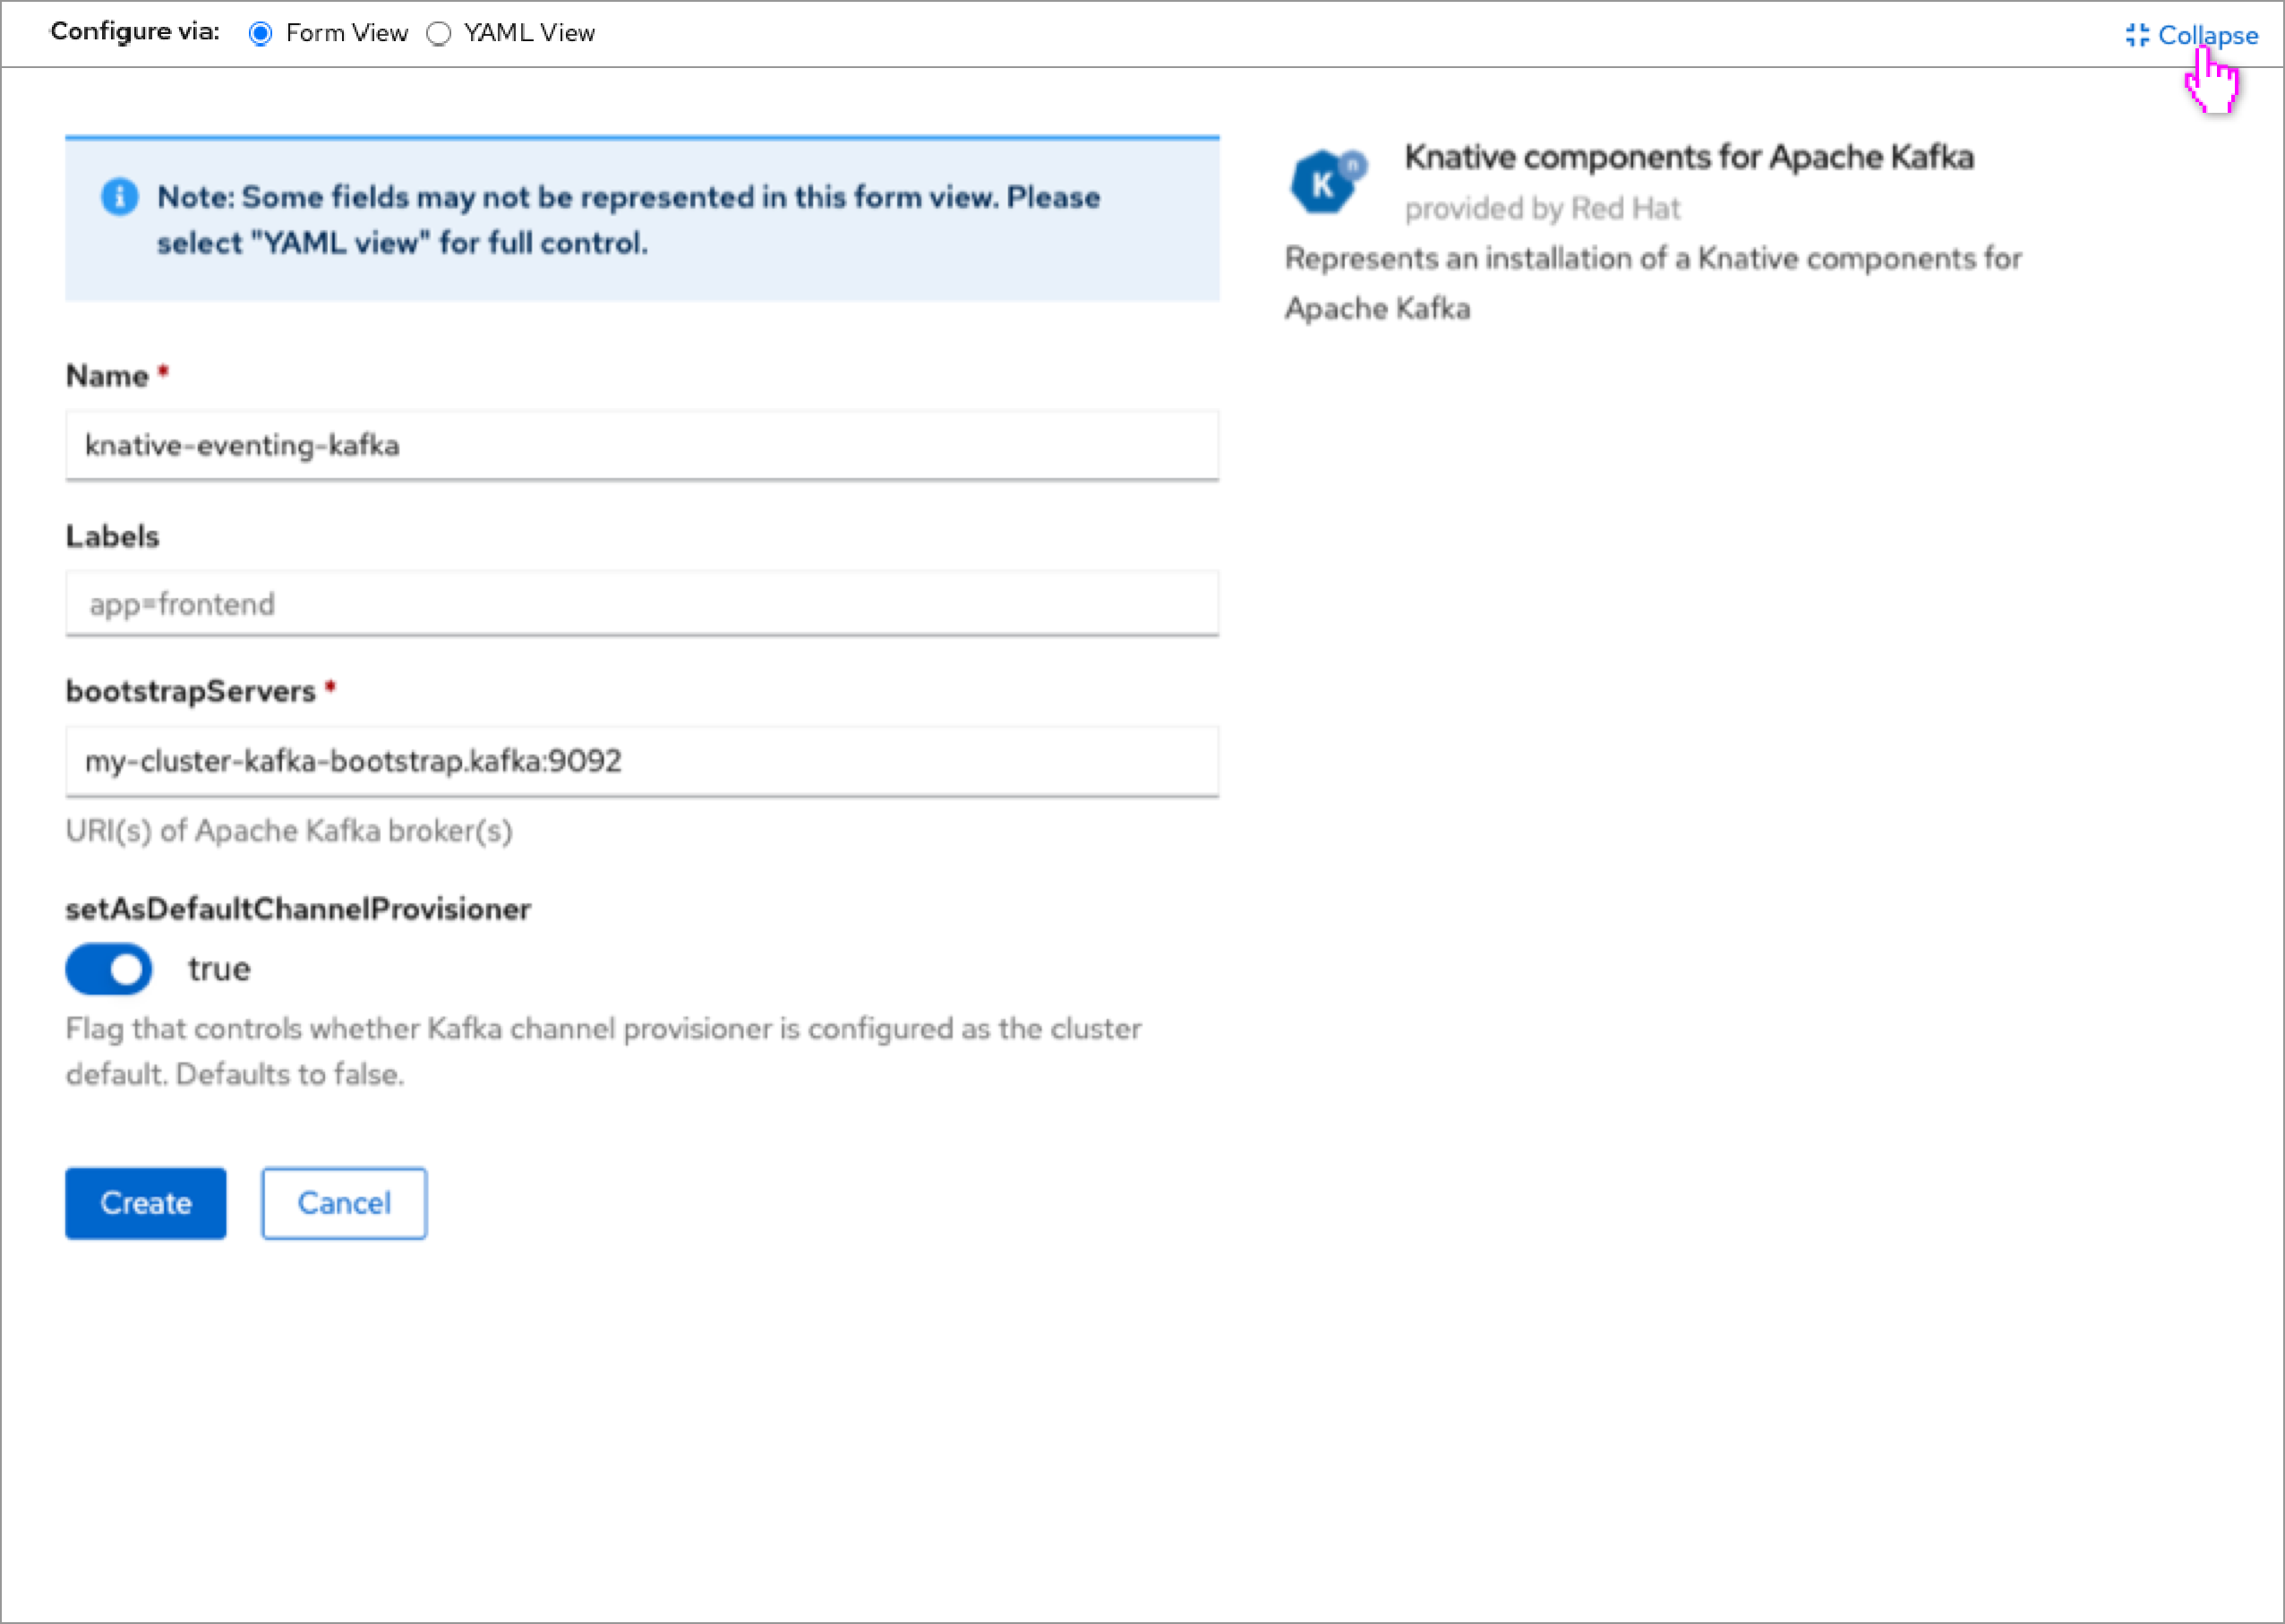 Configure via: Form View YAML View Collapse
Note: Some fields may not be represented in this form view. Please
select "YAML view" for full control.
K n
Knative components for Apache Kafka
provided by Red Hat
Represents an installation of a Knative components for
Apache Kafka
Name *
knative-eventing-kafka
Labels
app=frontend
bootstrapServers *
my-cluster-kafka-bootstrap.kafka:9092
URI(s) of Apache Kafka broker(s)
setAsDefaultChannelProvisioner
true
Flag that controls whether Kafka channel provisioner is configured as the cluster
default. Defaults to false.
Create Cancel